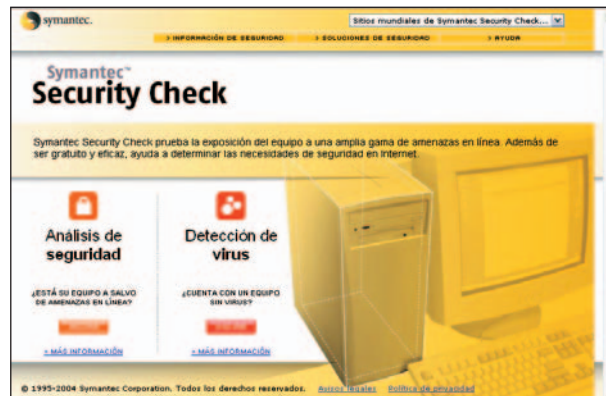 symantec.
Sitios mundiales de Symantec Security Check...
> INFORMACIÓN DE SEGURIDAD > SOLUCIONES DE SEGURIDAD > AYUDA
Symantec™
Security Check
Symantec Security Check prueba la exposición del equipo a una amplia gama de amenazas en línea. Además de
ser gratuito y eficaz, ayuda a determinar las necesidades de seguridad en Internet.
Análisis de
seguridad
¿ESTÁ SU EQUIPO A SALVO
DE AMENAZAS EN LÍNEA?
> MÁS INFORMACIÓN
Detección de
virus
¿CUENTA CON UN EQUIPO
SIN VIRUS?
> MÁS INFORMACIÓN
© 1995-2004 Symantec Corporation. Todos los derechos reservados. Avisos legales Política de privacidad